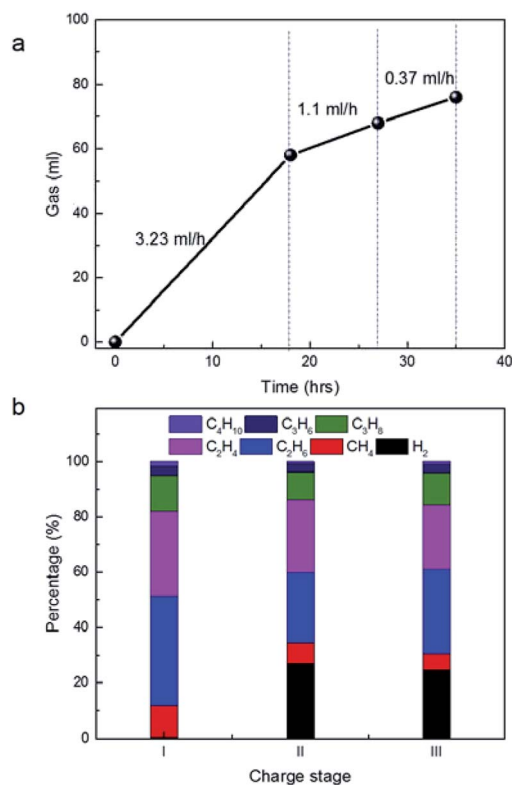 a
100
80
60
40
20
0
Gas (ml)
3.23 ml/h
1.1 ml/h
0.37 ml/h
0 10 20 30 40
Time (hrs)
b
C₄H₁₀ C₃H₆ C₃H₈
C₂H₄ C₂H₆ CH₄ H₂
100
80
60
40
20
0
Percentage (%)
I II III
Charge stage